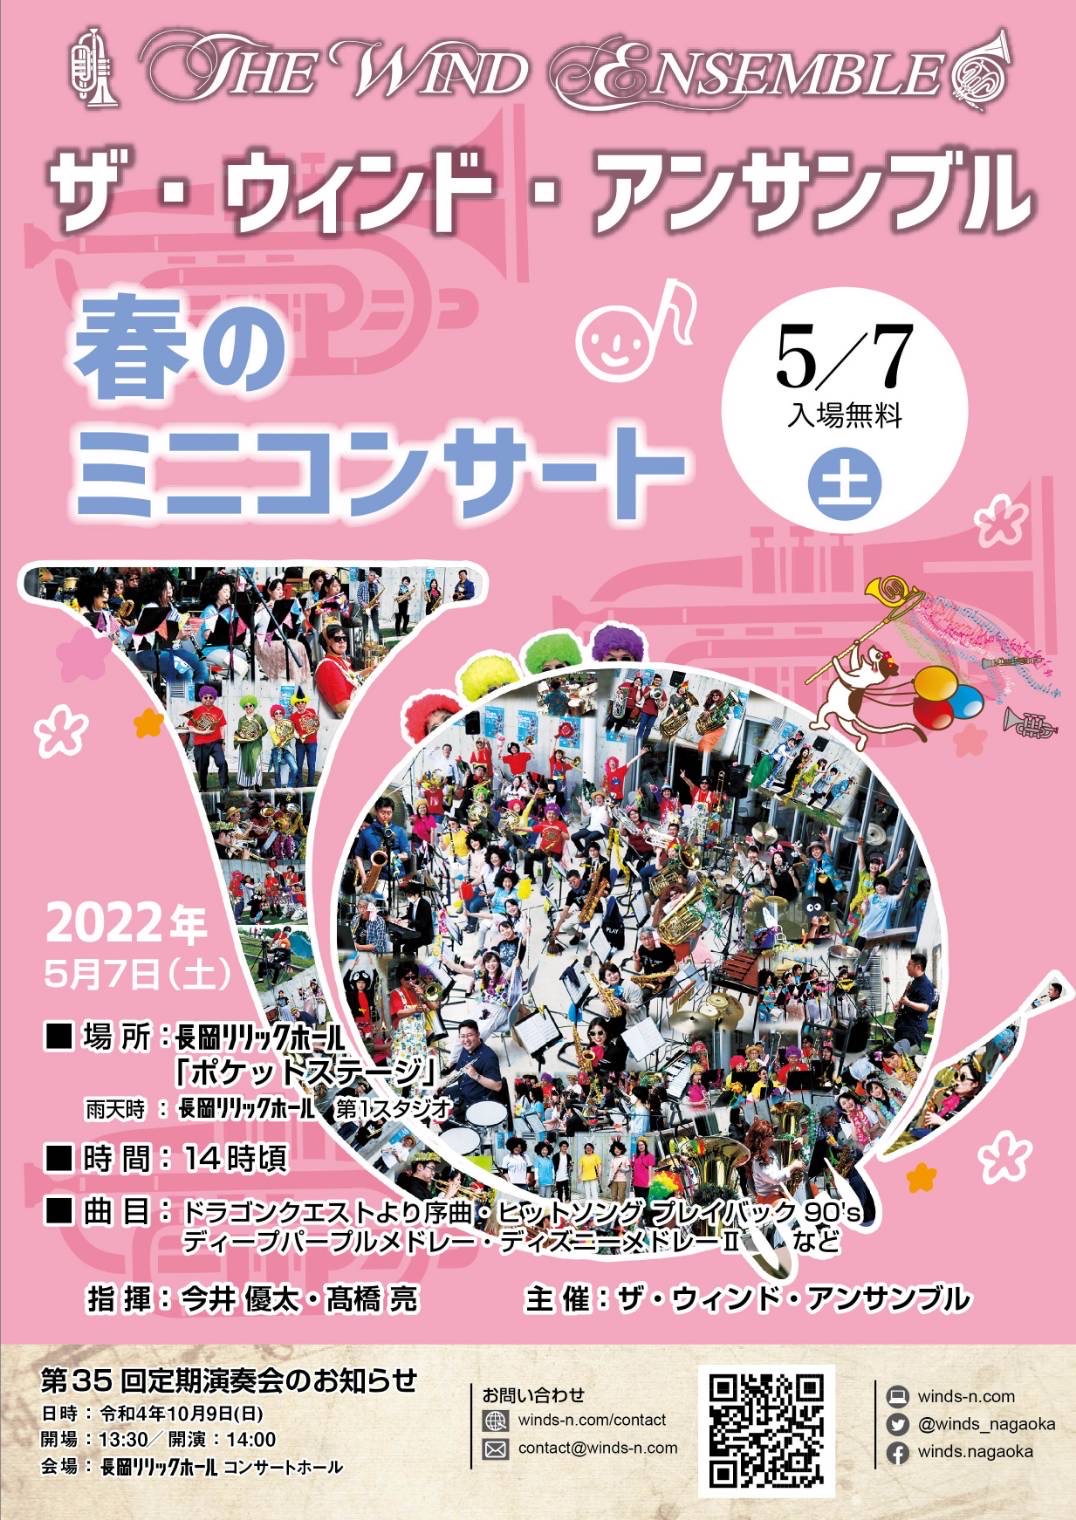 THE WIND ENSEMBLE
ザ・ウィンド・アンサンブル
春の
ミニコンサート
5/7
入場無料
土
2022年
5月7日（土）
■ 場 所：長岡リリックホール
「ポケットステージ」
雨天時 ： 長岡リリックホール 第1スタジオ
■ 時 間：14時頃
■ 曲 目：ドラゴンクエストより序曲・ヒットソング プレイバック 90's
ディープパープルメドレー・ディズニーメドレーⅡ など
指 揮：今井 優太・髙橋 亮
主 催：ザ・ウィンド・アンサンブル
第35回定期演奏会のお知らせ
日時：令和4年10月9日(日)
開場：13:30／開演：14:00
会場：長岡リリックホール コンサートホール
お問い合わせ
winds-n.com/contact
contact@winds-n.com
winds-n.com
@winds_nagaoka
winds.nagaoka